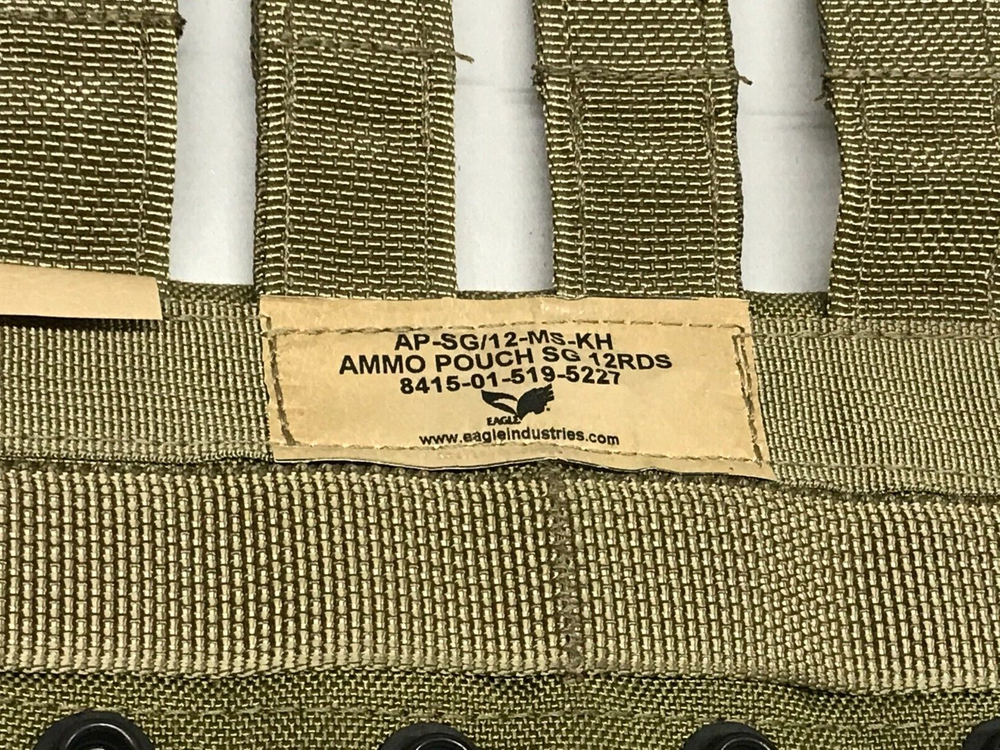 AP-SG/12-MS-KH
AMMO POUCH SG 12RDS
8415-01-519-5227
EAGLE
www.eagleindustries.com